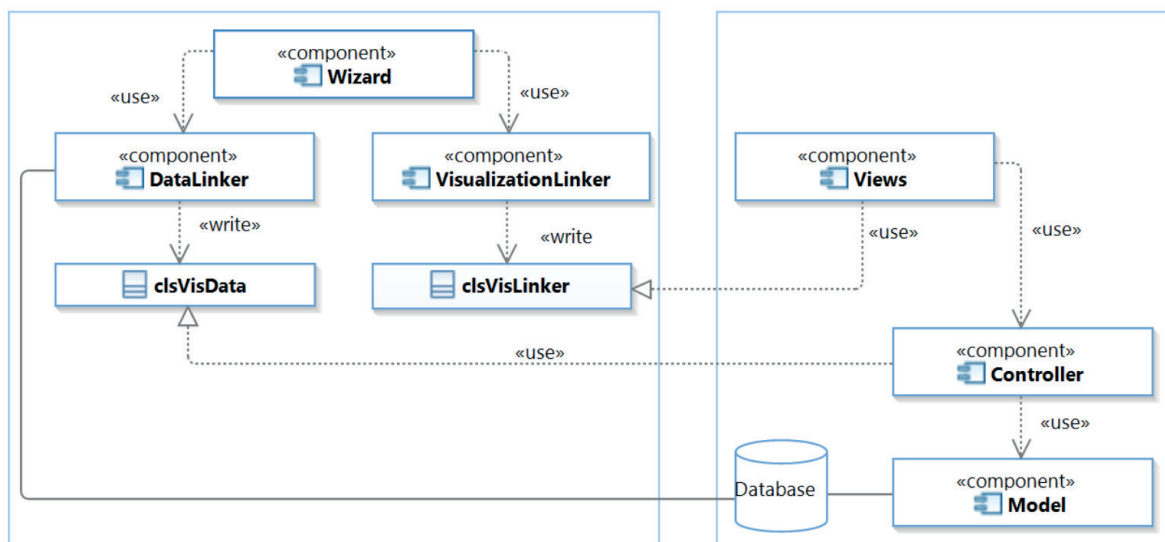 «component»
Wizard
«use»
«use»
«component»
DataLinker
«component»
VisualizationLinker
«component»
Views
«write»
«write
«use»
«use»
clsVisData
clsVisLinker
«use»
«component»
Controller
«use»
Database
«component»
Model